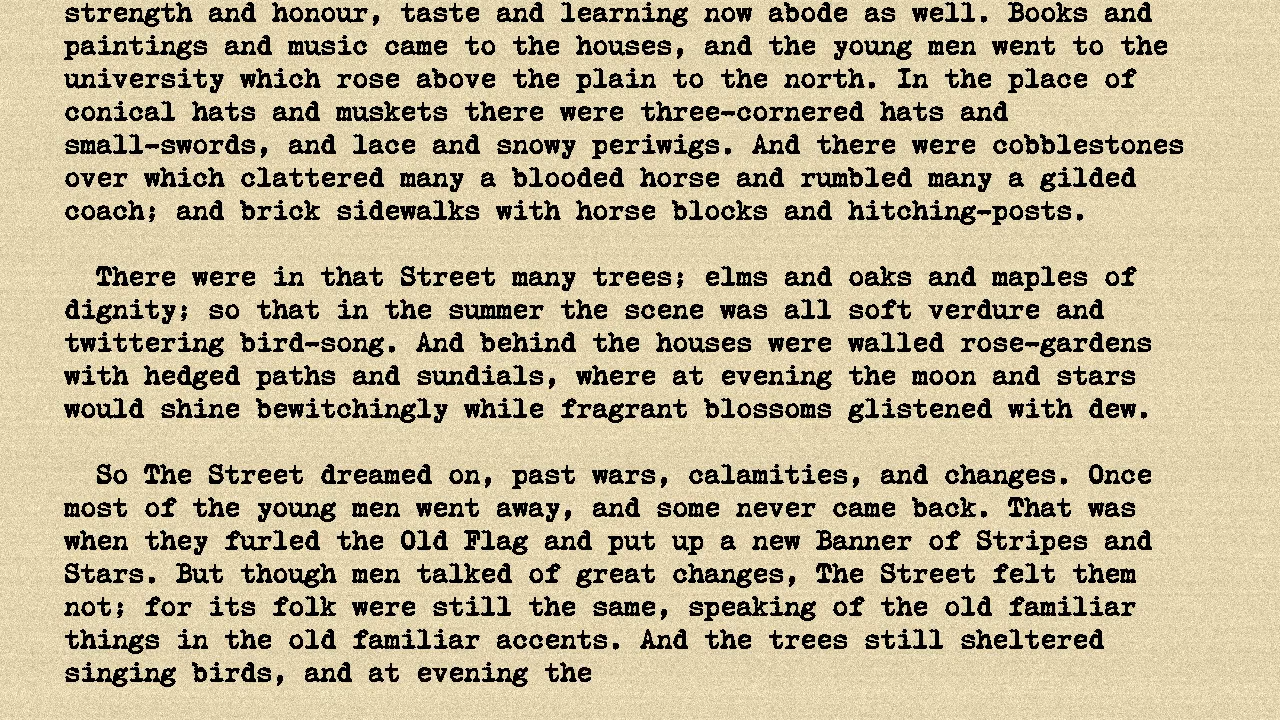 strength and honour, taste and learning now abode as well. Books and
paintings and music came to the houses, and the young men went to the
university which rose above the plain to the north. In the place of
conical hats and muskets there were three-cornered hats and
small-swords, and lace and snowy periwigs. And there were cobblestones
over which clattered many a blooded horse and rumbled many a gilded
coach; and brick sidewalks with horse blocks and hitching-posts.

There were in that Street many trees; elms and oaks and maples of
dignity; so that in the summer the scene was all soft verdure and
twittering bird-song. And behind the houses were walled rose-gardens
with hedged paths and sundials, where at evening the moon and stars
would shine bewitchingly while fragrant blossoms glistened with dew.

So The Street dreamed on, past wars, calamities, and changes. Once
most of the young men went away, and some never came back. That was
when they furled the Old Flag and put up a new Banner of Stripes and
Stars. But though men talked of great changes, The Street felt them
not; for its folk were still the same, speaking of the old familiar
things in the old familiar accents. And the trees still sheltered
singing birds, and at evening the